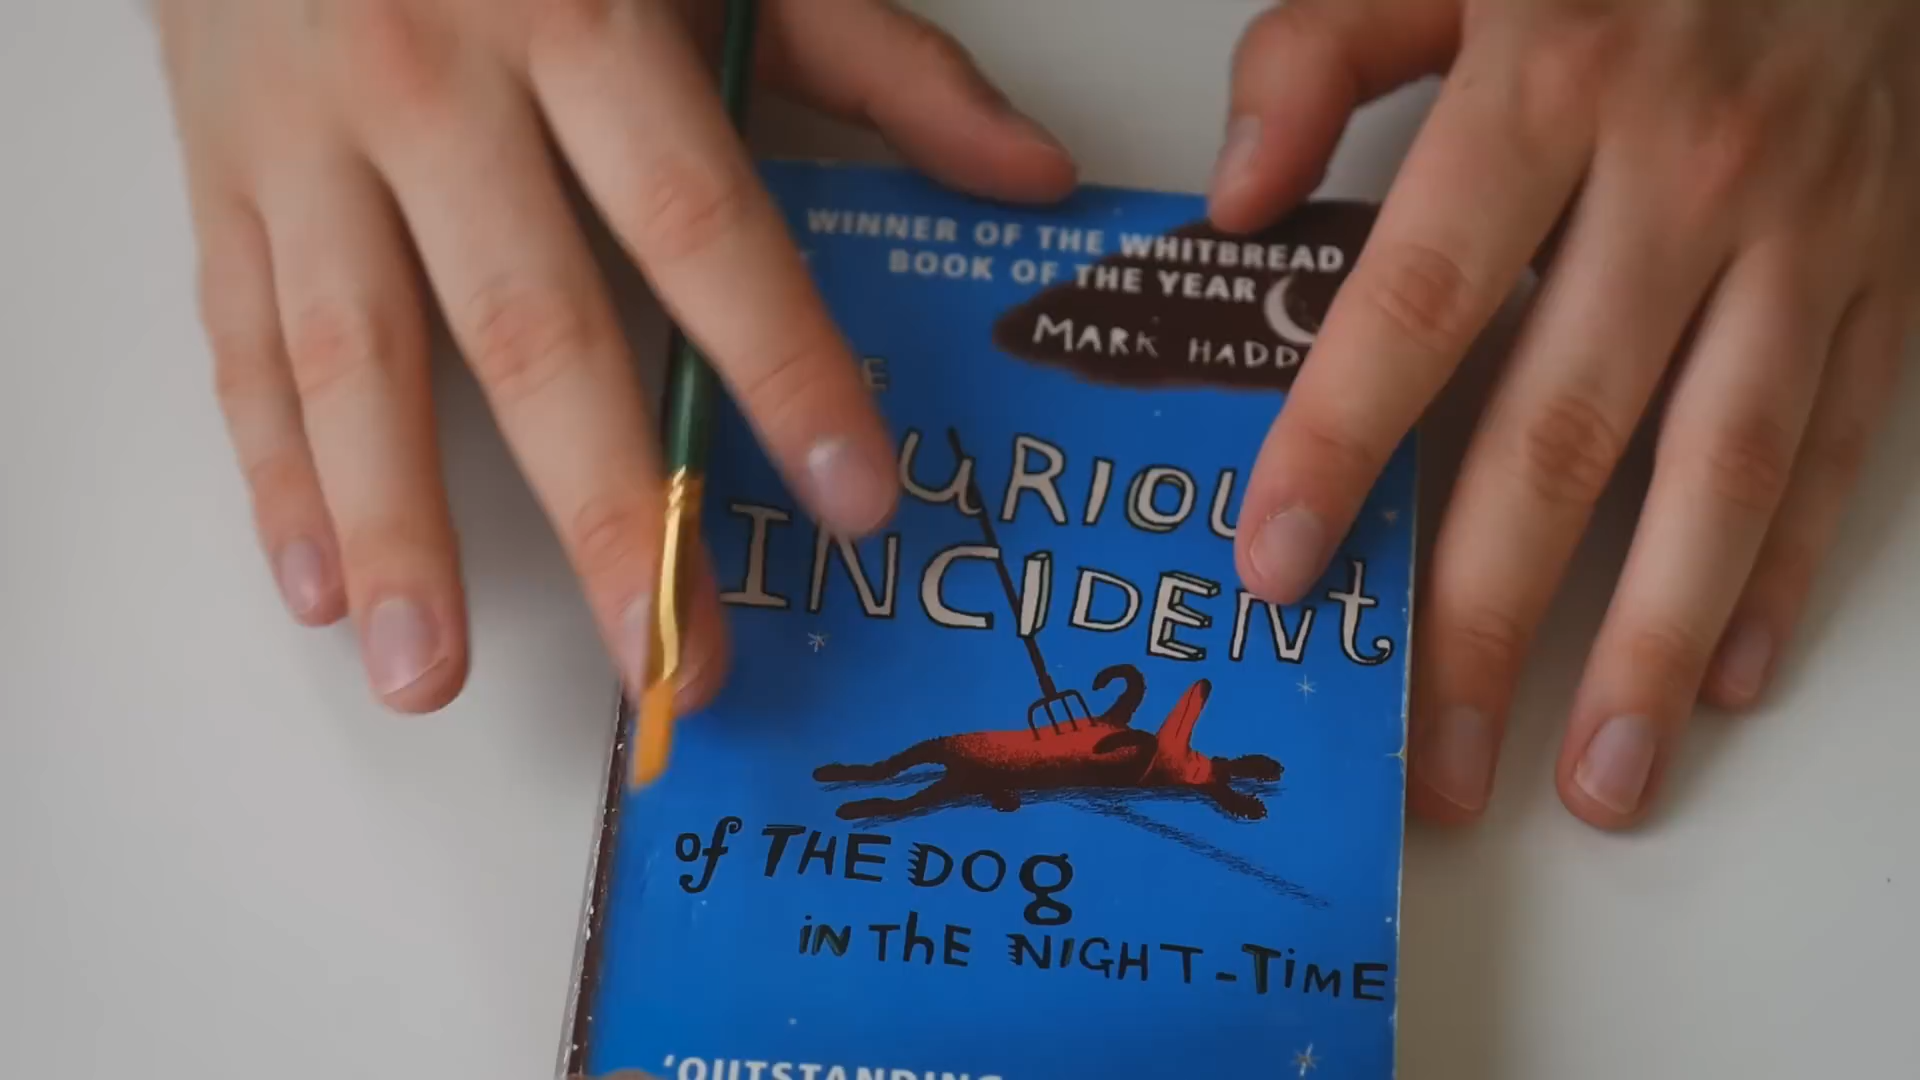 WINNER OF THE WHITBREAD
BOOK OF THE YEAR
MARK HADD
E
URIOU
INCIDENT
of THE DOg
iN ThE NIGHT-TiME
'OUTSTANDING